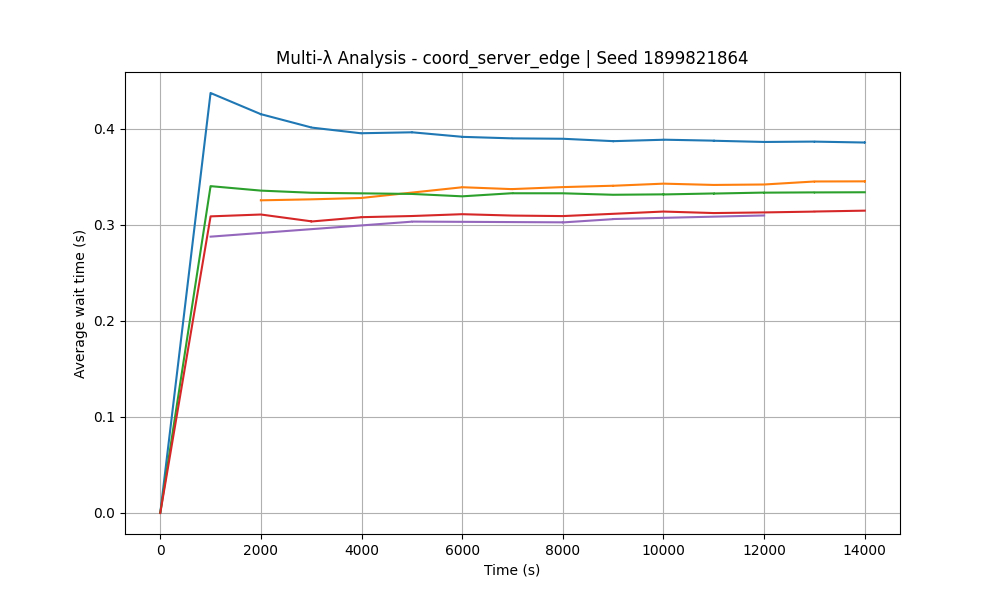 Multi-λ Analysis - coord_server_edge | Seed 1899821864
Average wait time (s)
0.4
0.3
0.2
0.1
0.0
0 2000 4000 6000 8000 10000 12000 14000
Time (s)